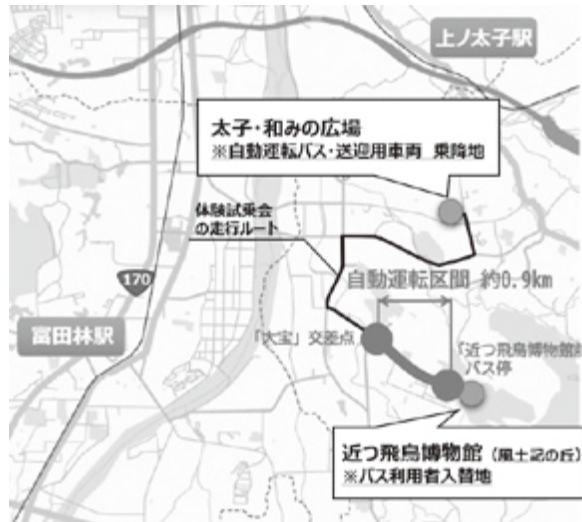 上ノ太子駅
太子・和みの広場
※自動運転バス・送迎用車両 乗降地
体験試乗会
の走行ルート
170
自動運転区間 約0.9km
富田林駅
「大宝」交差点
「近つ飛鳥博物館前
バス停
近つ飛鳥博物館 (風土記の丘)
※バス利用者入替地